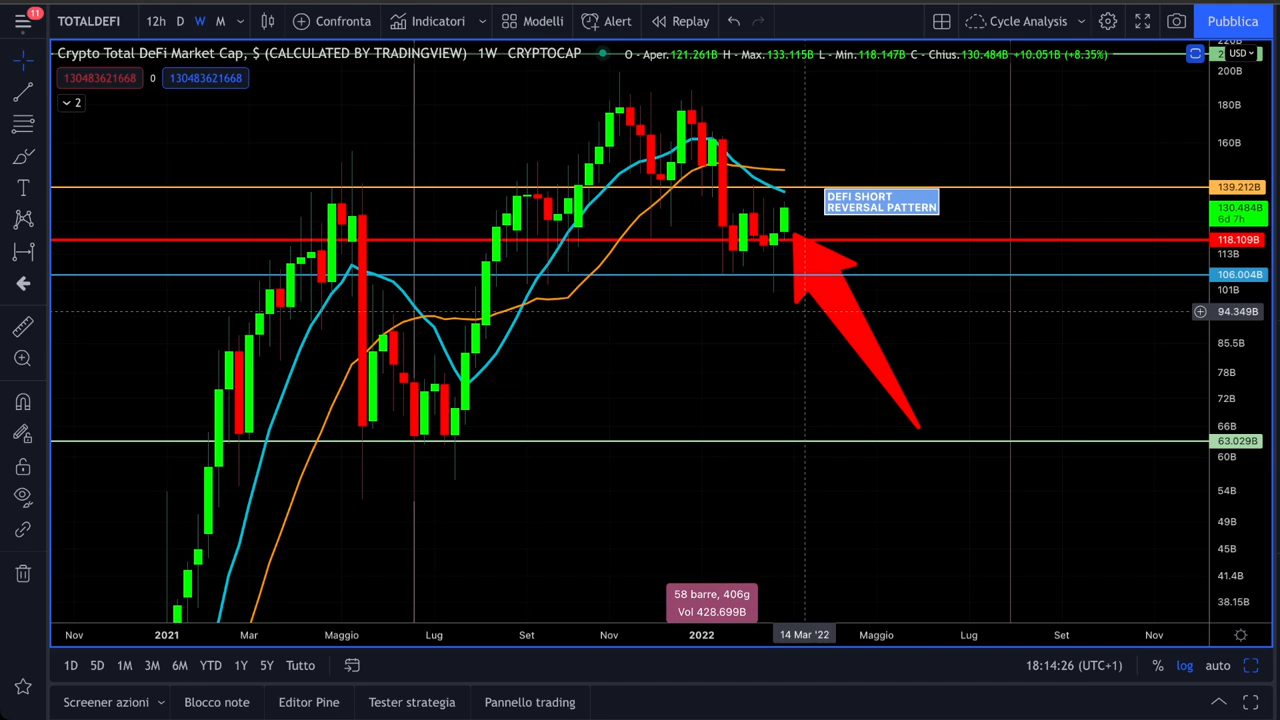 11
TOTALDEFI
12h
D
W
M
Confronta
Indicatori
Modelli
Alert
Replay
Cycle Analysis
Pubblica
Crypto Total DeFi Market Cap, $ (CALCULATED BY TRADINGVIEW) 1W CRYPTOCAP
O - Aper.121.261B H - Max.133.115B L - Min.118.147B C - Chius.130.484B +10.051B (+8.35%)
USD
130483621668
0
130483621668
2
200B
180B
160B
139.212B
130.484B
6d 7h
118.109B
113B
106.004B
101B
94.349B
85.5B
78B
72B
66B
63.029B
60B
54B
49B
45B
41.4B
38.15B
DEFI SHORT
REVERSAL PATTERN
58 barre, 406g
Vol 428.699B
Nov
2021
Mar
Maggio
Lug
Set
Nov
2022
14 Mar '22
Maggio
Lug
Set
Nov
1D
5D
1M
3M
6M
YTD
1Y
5Y
Tutto
18:14:26 (UTC+1)
%
log
auto
Screener azioni
Blocco note
Editor Pine
Tester strategia
Pannello trading